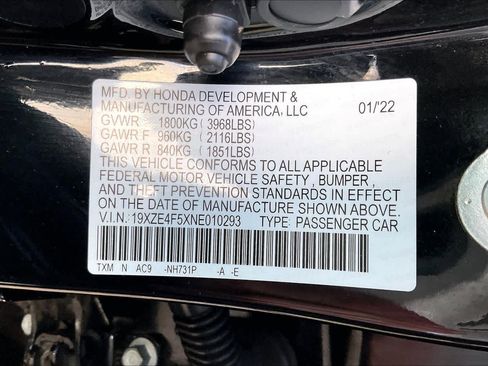 MFD. BY HONDA DEVELOPMENT &
MANUFACTURING OF AMERICA, LLC 01/'22
GVWR 1800KG (3968LBS)
GAWR F 960KG (2116LBS)
GAWR R 840KG (1851LBS)
THIS VEHICLE CONFORMS TO ALL APPLICABLE
FEDERAL MOTOR VEHICLE SAFETY , BUMPER ,
AND THEFT PREVENTION STANDARDS IN EFFECT
ON THE DATE OF MANUFACTURE SHOWN ABOVE.
V.I.N.: 19XZE4F5XNE010293 TYPE: PASSENGER CAR
TXM N AC9 -NH731P -A -E